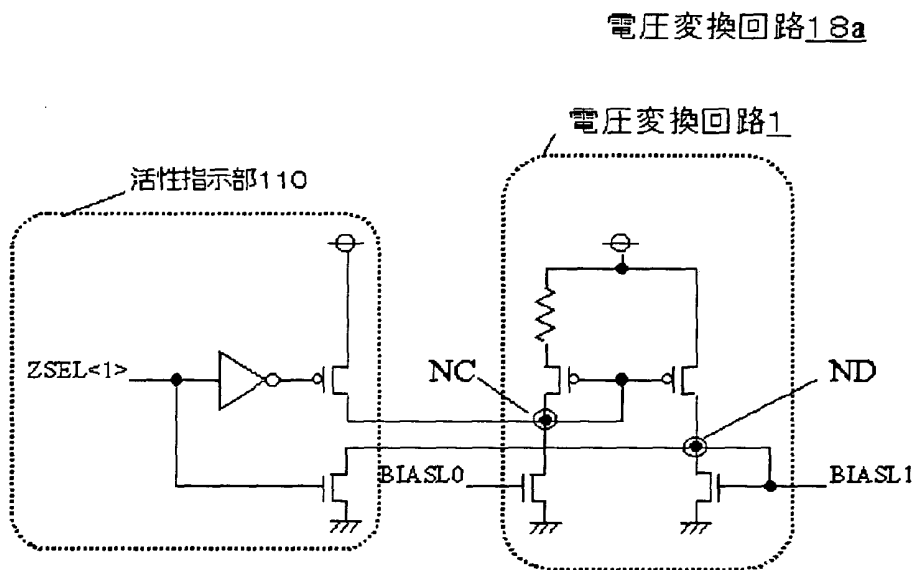 電圧変換回路18a
電圧変換回路1
活性指示部110
ZSEL<1>
NC
ND
BIASL0
BIASL1